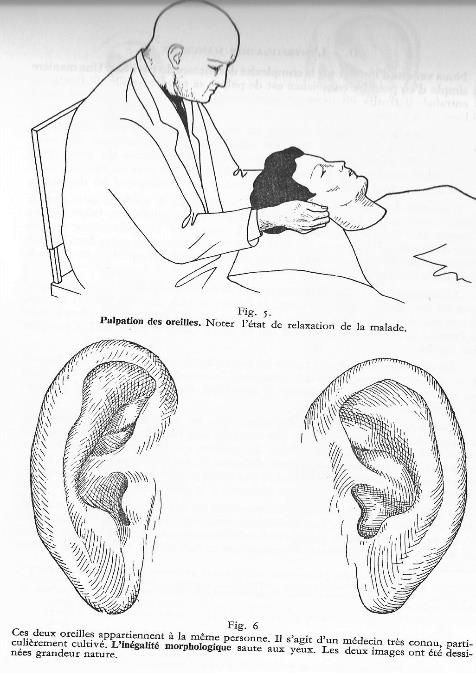 Fig. 5.
Palpation des oreilles. Noter l'état de relaxation de la malade.
Fig. 6
Ces deux oreilles appartiennent à la même personne. Il s'agit d'un médecin très connu, parti-
culièrement cultivé. L'inégalité morphologique saute aux yeux. Les deux images ont été dessi-
nées grandeur nature.